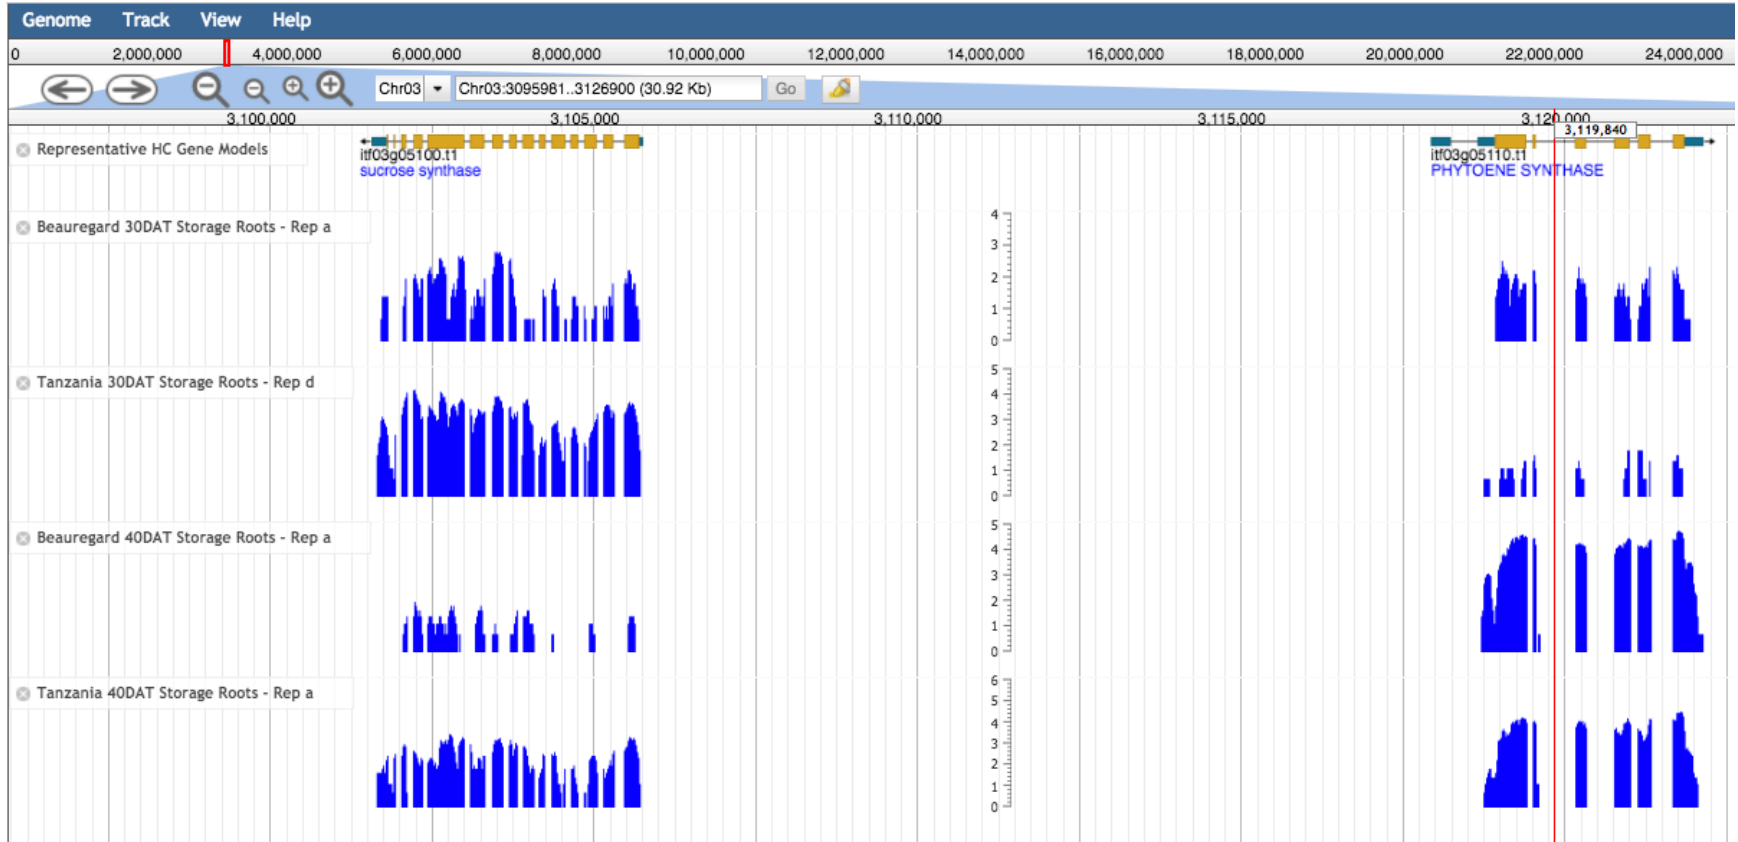 Genome Track View Help
0 2,000,000 4,000,000 6,000,000 8,000,000 10,000,000 12,000,000 14,000,000 16,000,000 18,000,000 20,000,000 22,000,000 24,000,000
Chr03 Chr03:3095981..3126900 (30.92 Kb) Go
3,100,000 3,105,000 3,110,000 3,115,000 3,120,000
3,119,840
Representative HC Gene Models
itf03g05100.t1 itf03g05110.t1
sucrose synthase PHYTOENE SYNTHASE
Beauregard 30DAT Storage Roots - Rep a
4
3
2
1
0
Tanzania 30DAT Storage Roots - Rep d
5
4
3
2
1
0
Beauregard 40DAT Storage Roots - Rep a
5
4
3
2
1
0
Tanzania 40DAT Storage Roots - Rep a
6
5
4
3
2
1
0